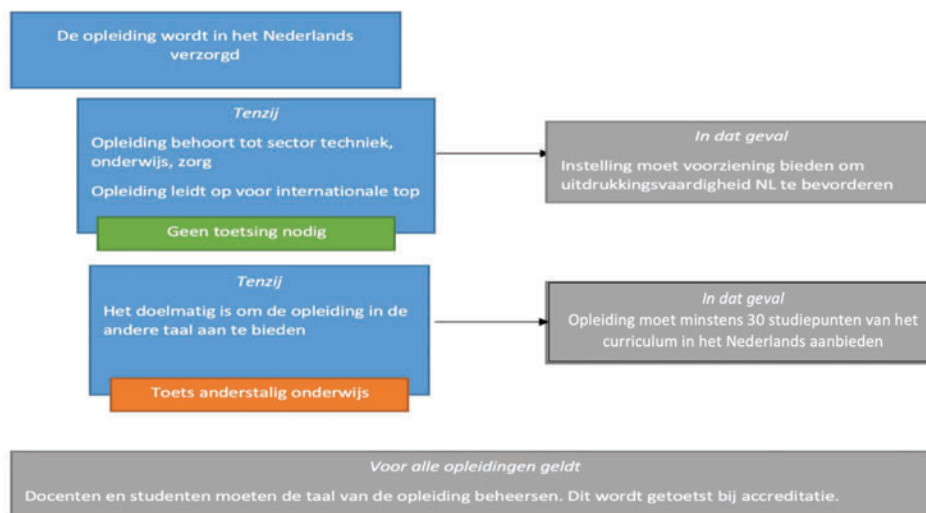 De opleiding wordt in het Nederlands
verzorgd
Tenzij
Opleiding behoort tot sector techniek,
onderwijs, zorg
Opleiding leidt op voor internationale top
Geen toetsing nodig
In dat geval
Instelling moet voorziening bieden om
uitdrukkingsvaardigheid NL te bevorderen
Tenzij
Het doelmatig is om de opleiding in de
andere taal aan te bieden
Toets anderstalig onderwijs
In dat geval
Opleiding moet minstens 30 studiepunten van het
curriculum in het Nederlands aanbieden
Voor alle opleidingen geldt
Docenten en studenten moeten de taal van de opleiding beheersen. Dit wordt getoetst bij accreditatie.